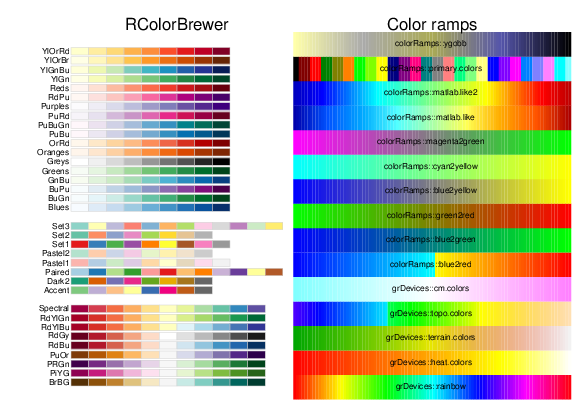 RColorBrewer
YlOrRd
YlOrBr
YlGnBu
YlGn
Reds
RdPu
Purples
PuRd
PuBuGn
PuBu
OrRd
Oranges
Greys
Greens
GnBu
BuPu
BuGn
Blues
Set3
Set2
Set1
Pastel2
Pastel1
Paired
Dark2
Accent
Spectral
RdYlGn
RdYlBu
RdGy
RdBu
PuOr
PRGn
PiYG
BrBG
Color ramps
colorRamps::ygobb
colorRamps::primary.colors
colorRamps::matlab.like2
colorRamps::matlab.like
colorRamps::magenta2green
colorRamps::cyan2yellow
colorRamps::blue2yellow
colorRamps::green2red
colorRamps::blue2green
colorRamps::blue2red
grDevices::cm.colors
grDevices::topo.colors
grDevices::terrain.colors
grDevices::heat.colors
grDevices::rainbow